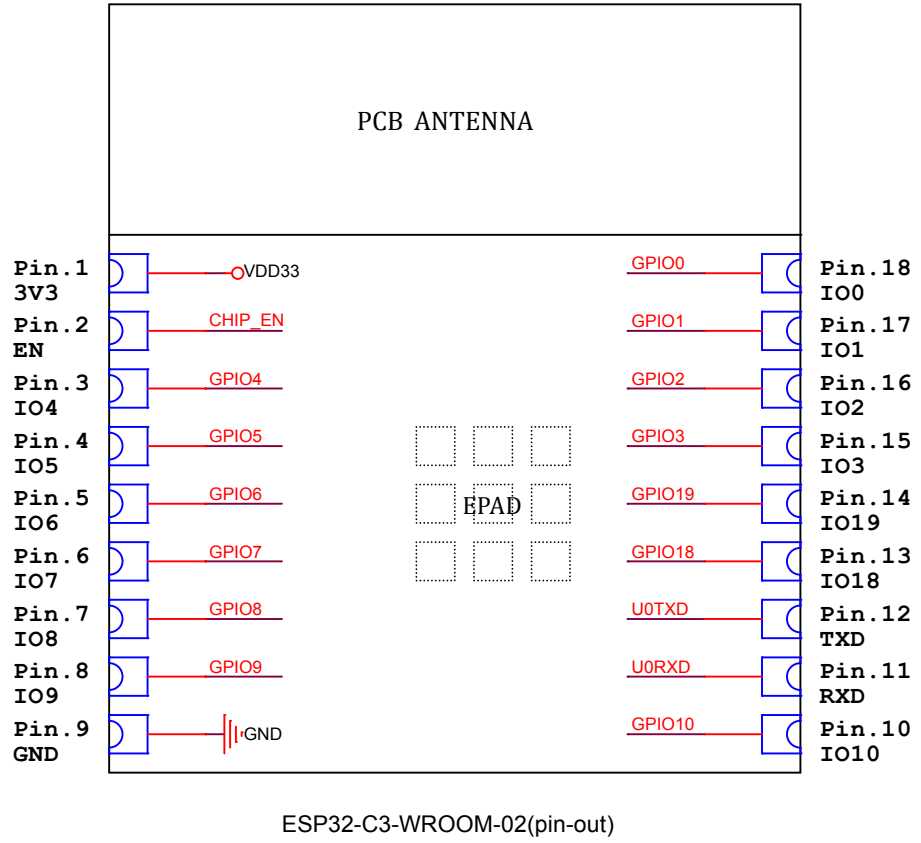 PCB ANTENNA
Pin.1
3V3
VDD33
GPIO0
Pin.18
IO0
Pin.2
EN
CHIP_EN
GPIO1
Pin.17
IO1
Pin.3
IO4
GPIO4
GPIO2
Pin.16
IO2
Pin.4
IO5
GPIO5
GPIO3
Pin.15
IO3
Pin.5
IO6
GPIO6
EPAD
GPIO19
Pin.14
IO19
Pin.6
IO7
GPIO7
GPIO18
Pin.13
IO18
Pin.7
IO8
GPIO8
U0TXD
Pin.12
TXD
Pin.8
IO9
GPIO9
U0RXD
Pin.11
RXD
Pin.9
GND
GND
GPIO10
Pin.10
IO10
ESP32-C3-WROOM-02(pin-out)